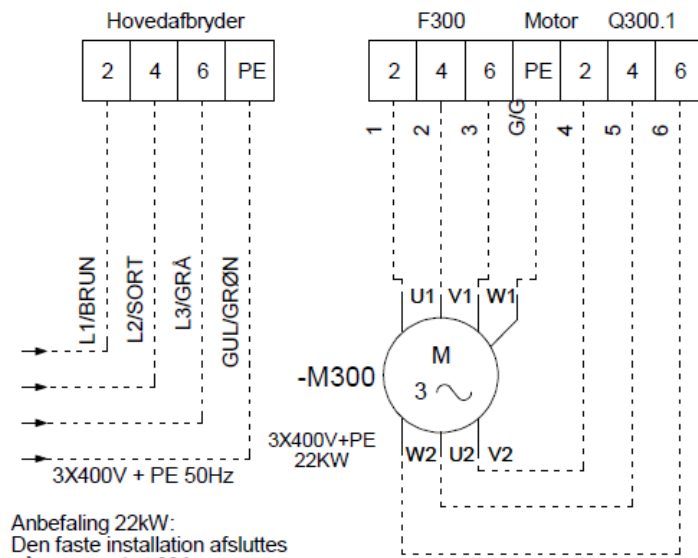 Hovedafbryder
2 4 6 PE
L1/BRUN
L2/SORT
L3/GRÅ
GUL/GRØN
3X400V + PE 50Hz
F300 Motor Q300.1
2 4 6 PE 2 4 6
1 2 3 G/G 4 5 6
U1 V1 W1
M
3
-M300
3X400V+PE
22KW
W2 U2 V2
Anbefaling 22kW:
Den faste installation afsluttes